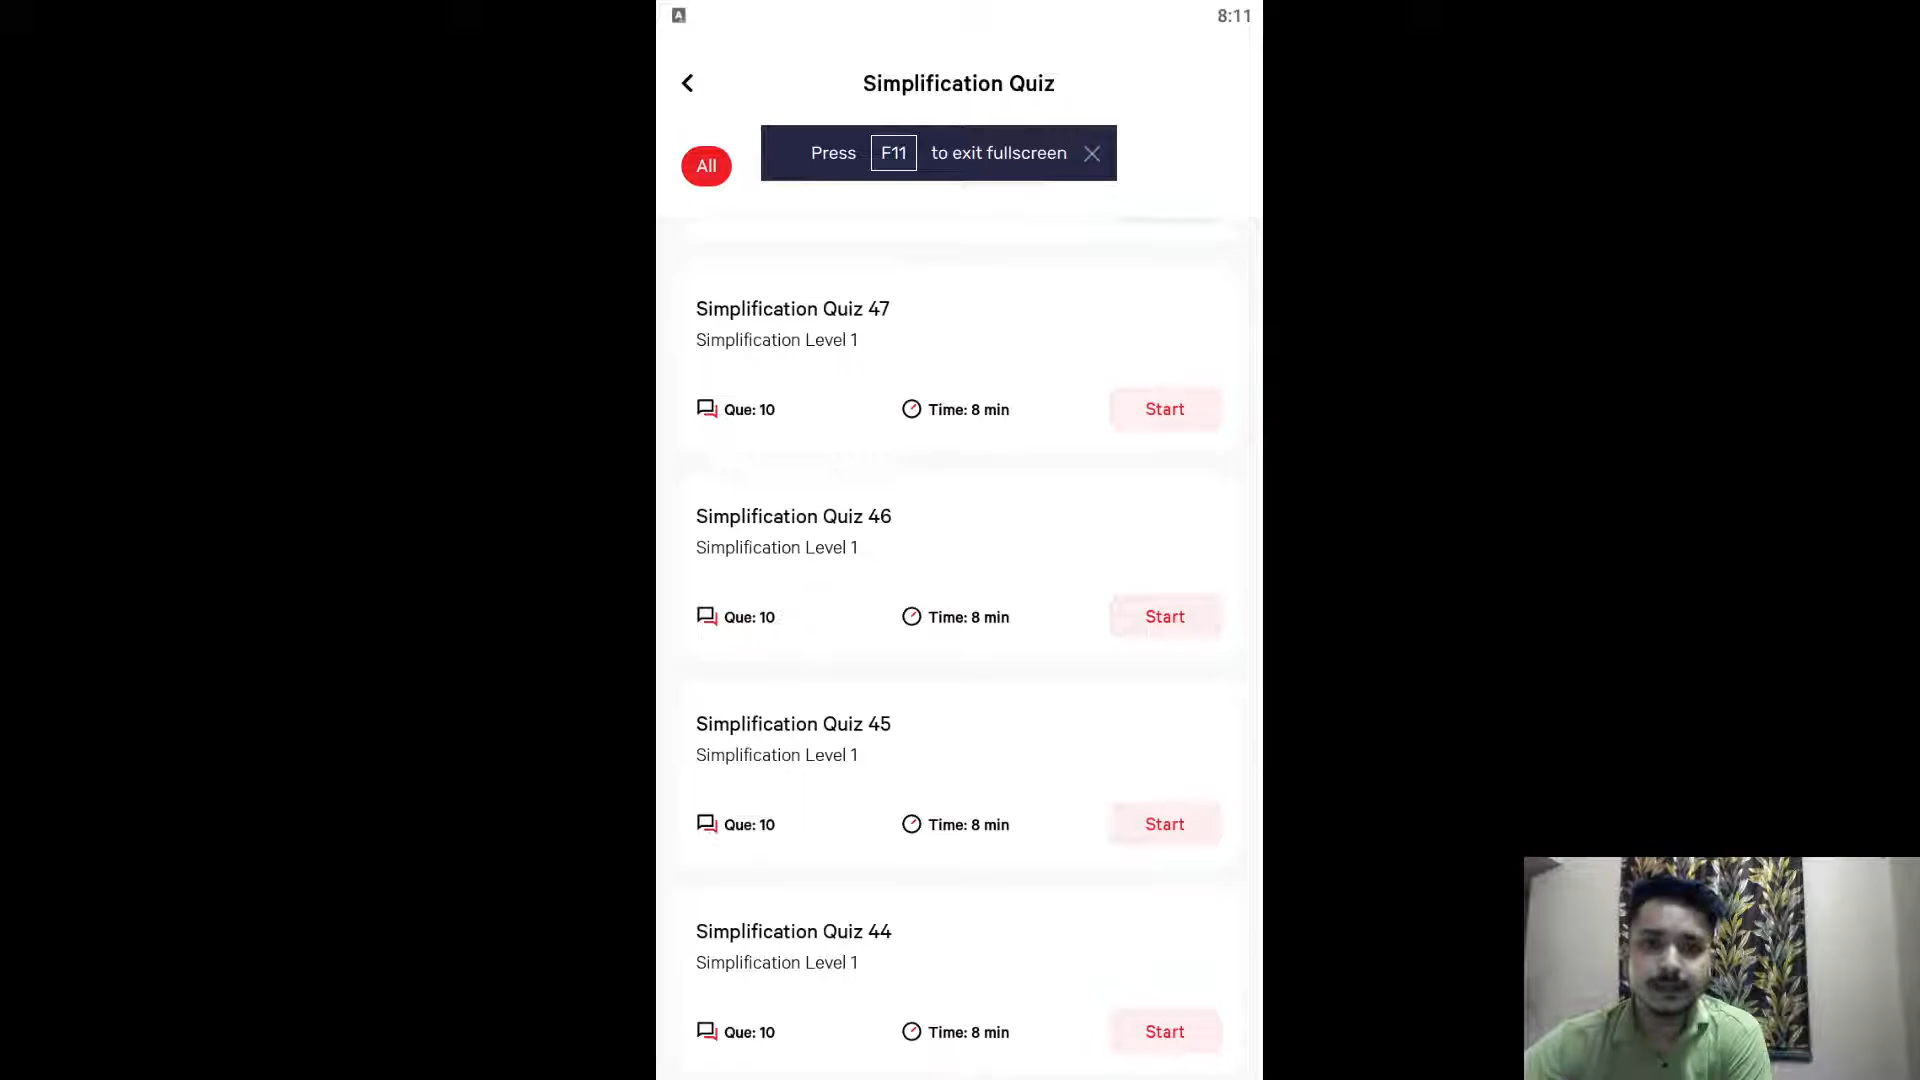 A
8:11
Simplification Quiz
Press F11 to exit fullscreen
All
Simplification Quiz 47
Simplification Level 1
Que: 10 Time: 8 min Start
Simplification Quiz 46
Simplification Level 1
Que: 10 Time: 8 min Start
Simplification Quiz 45
Simplification Level 1
Que: 10 Time: 8 min Start
Simplification Quiz 44
Simplification Level 1
Que: 10 Time: 8 min Start